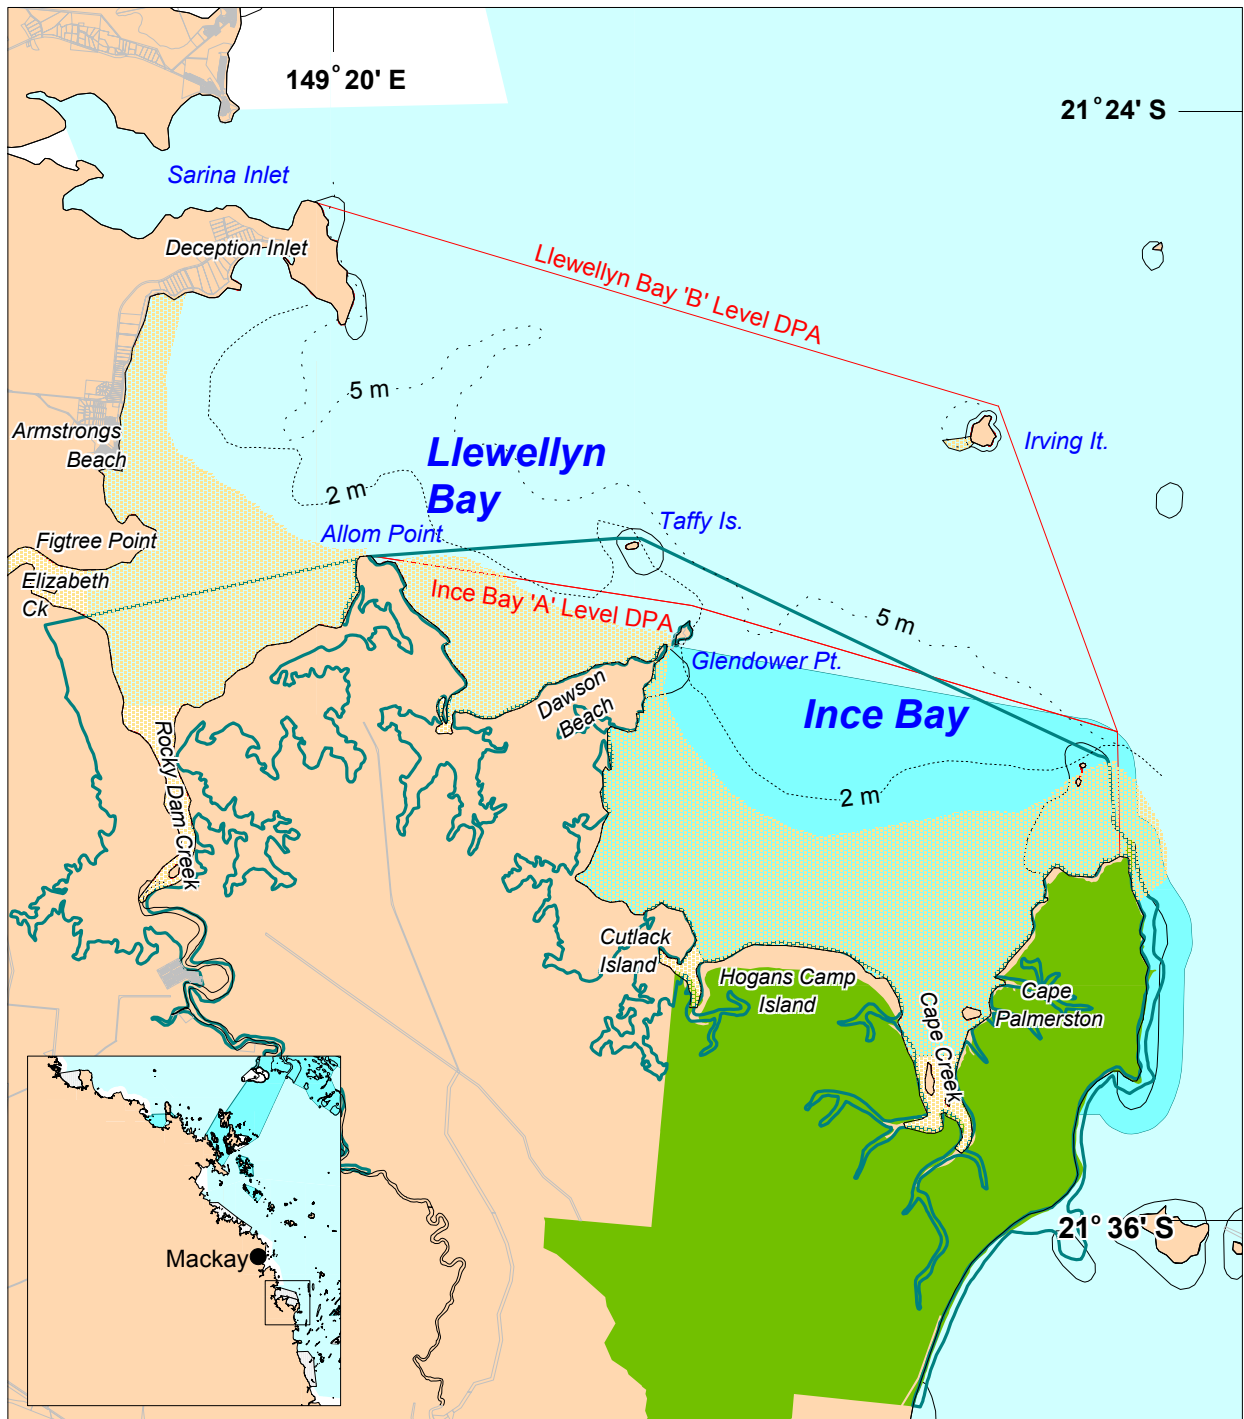 149° 20' E
21° 24' S
Sarina Inlet
Deception Inlet
Llewellyn Bay 'B' Level DPA
5 m
Armstrongs
Beach
Llewellyn
Bay
Irving It.
2 m
Taffy Is.
Allom Point
Figtree Point
Elizabeth
Ck
Ince Bay 'A' Level DPA
5 m
Glendower Pt.
Dawson
Beach
Ince Bay
Rocky Dam Creek
2 m
Cutlack
Island
Hogans Camp
Island
Cape Creek
Cape
Palmerston
21° 36' S
Mackay